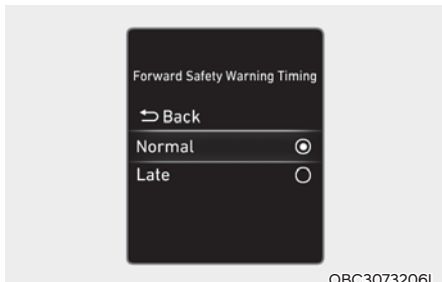 Forward Safety Warning Timing
Back
Normal
Late
OBC3073206L